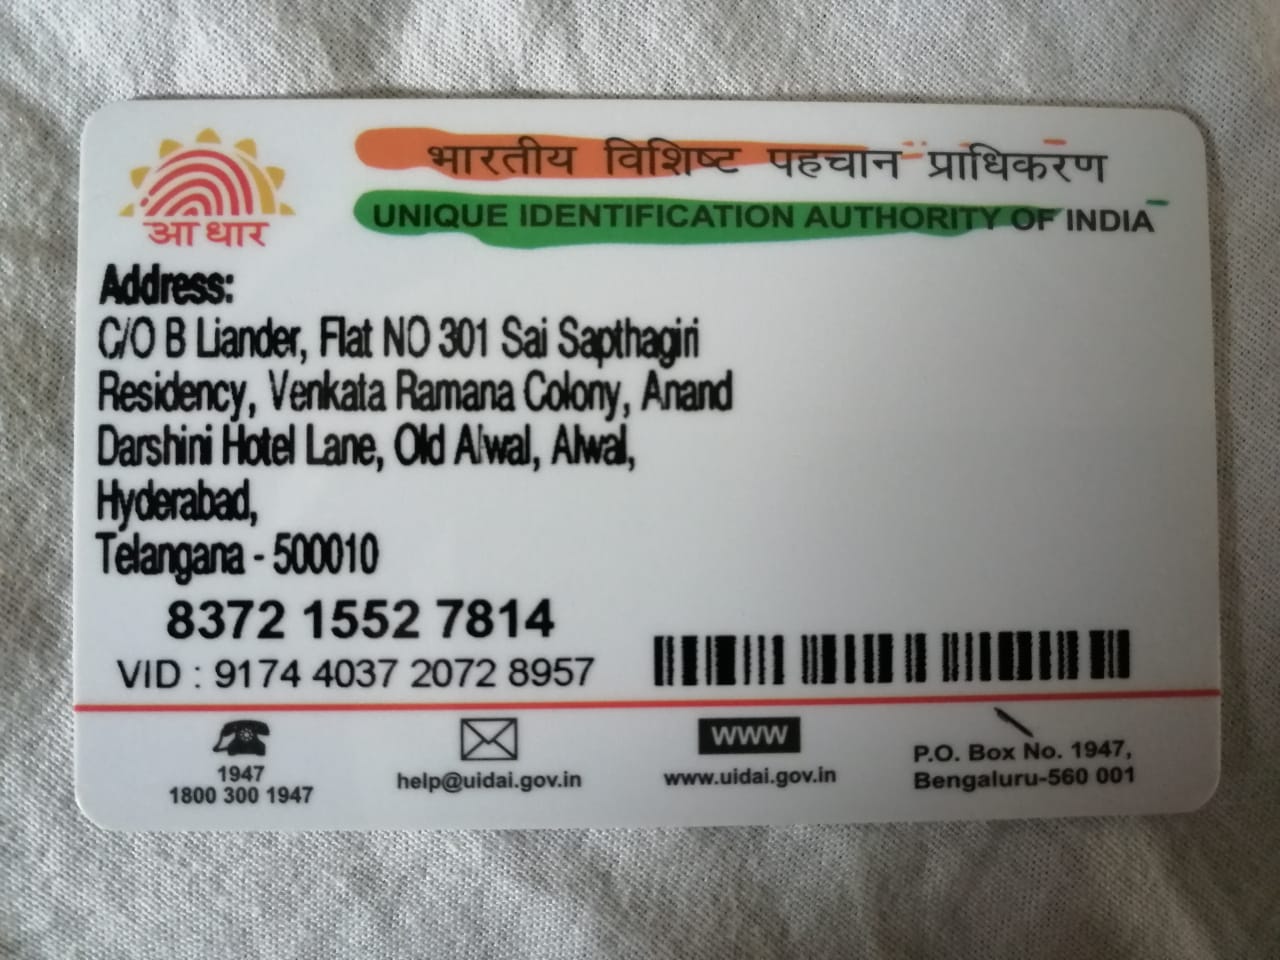 आधार
भारतीय विशिष्ट पहचान प्राधिकरण
UNIQUE IDENTIFICATION AUTHORITY OF INDIA
Address:
C/O B Liander, Flat NO 301 Sai Sapthagiri
Residency, Venkata Ramana Colony, Anand
Darshini Hotel Lane, Old Alwal, Alwal,
Hyderabad,
Telangana - 500010
8372 1552 7814
VID : 9174 4037 2072 8957
1947
1800 300 1947
help@uidai.gov.in
WWW
www.uidai.gov.in
P.O. Box No. 1947,
Bengaluru-560 001